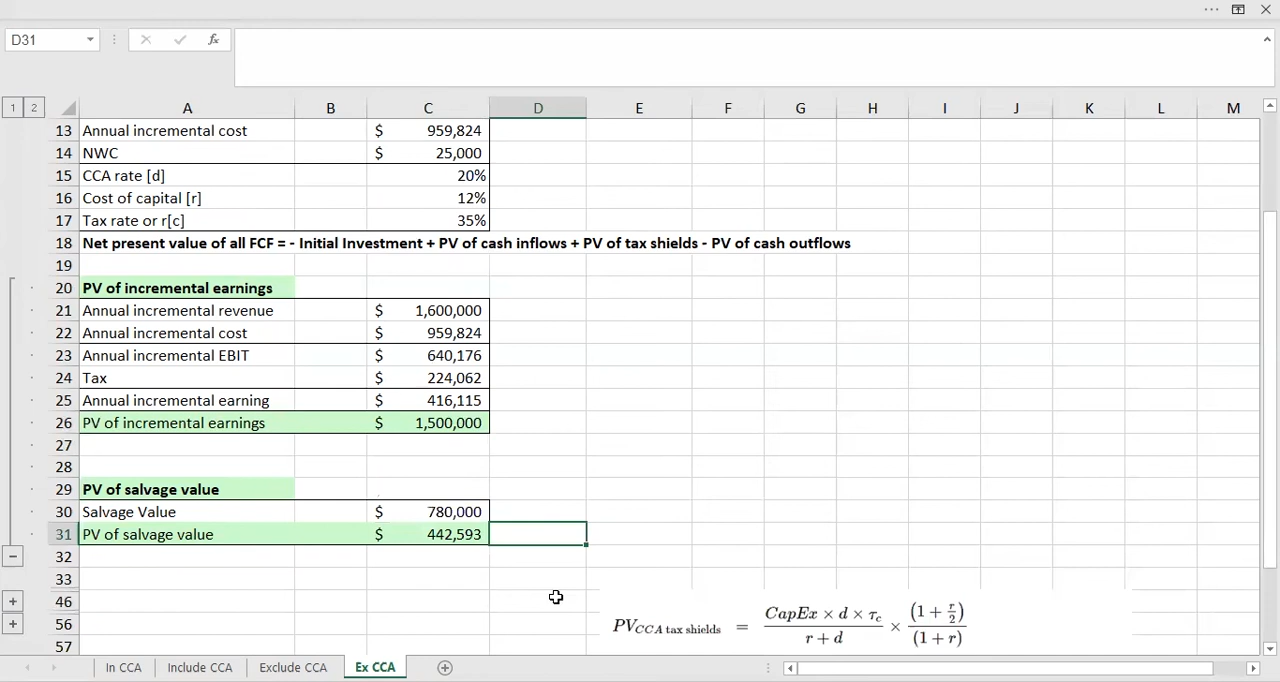 D31
fx
1 2 A B C D E F G H I J K L M
13 Annual incremental cost $ 959,824
14 NWC $ 25,000
15 CCA rate [d] 20%
16 Cost of capital [r] 12%
17 Tax rate or r[c] 35%
18 Net present value of all FCF = - Initial Investment + PV of cash inflows + PV of tax shields - PV of cash outflows
19
20 PV of incremental earnings
21 Annual incremental revenue $ 1,600,000
22 Annual incremental cost $ 959,824
23 Annual incremental EBIT $ 640,176
24 Tax $ 224,062
25 Annual incremental earning $ 416,115
26 PV of incremental earnings $ 1,500,000
27
28
29 PV of salvage value
30 Salvage Value $ 780,000
31 PV of salvage value $ 442,593
32
33
46
56 PV_{CCA tax shields} = \frac{CapEx × d × τ_c}{r + d} × \frac{(1 + \frac{r}{2})}{(1 + r)}
57
In CCA Include CCA Exclude CCA Ex CCA